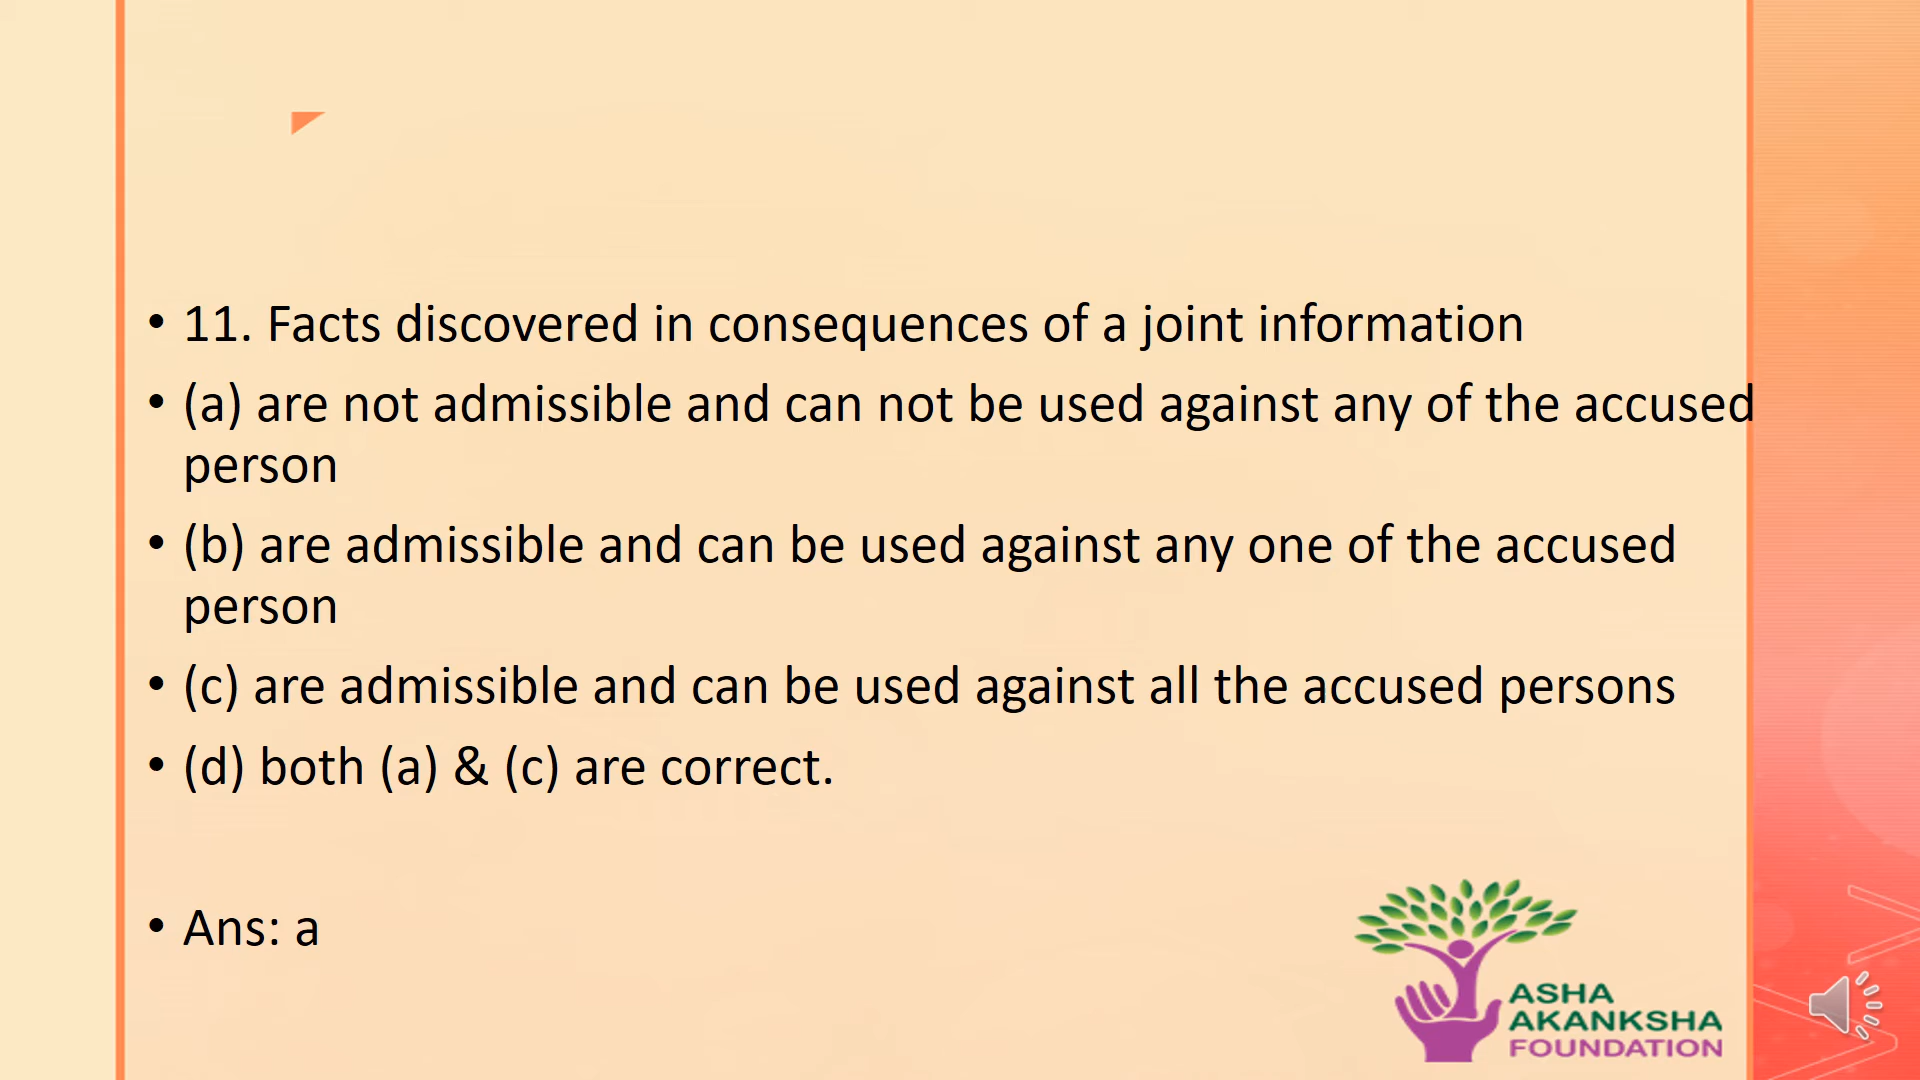 • 11. Facts discovered in consequences of a joint information
• (a) are not admissible and can not be used against any of the accused
person
• (b) are admissible and can be used against any one of the accused
person
• (c) are admissible and can be used against all the accused persons
• (d) both (a) & (c) are correct.
• Ans: a
ASHA
AKANKSHA
FOUNDATION